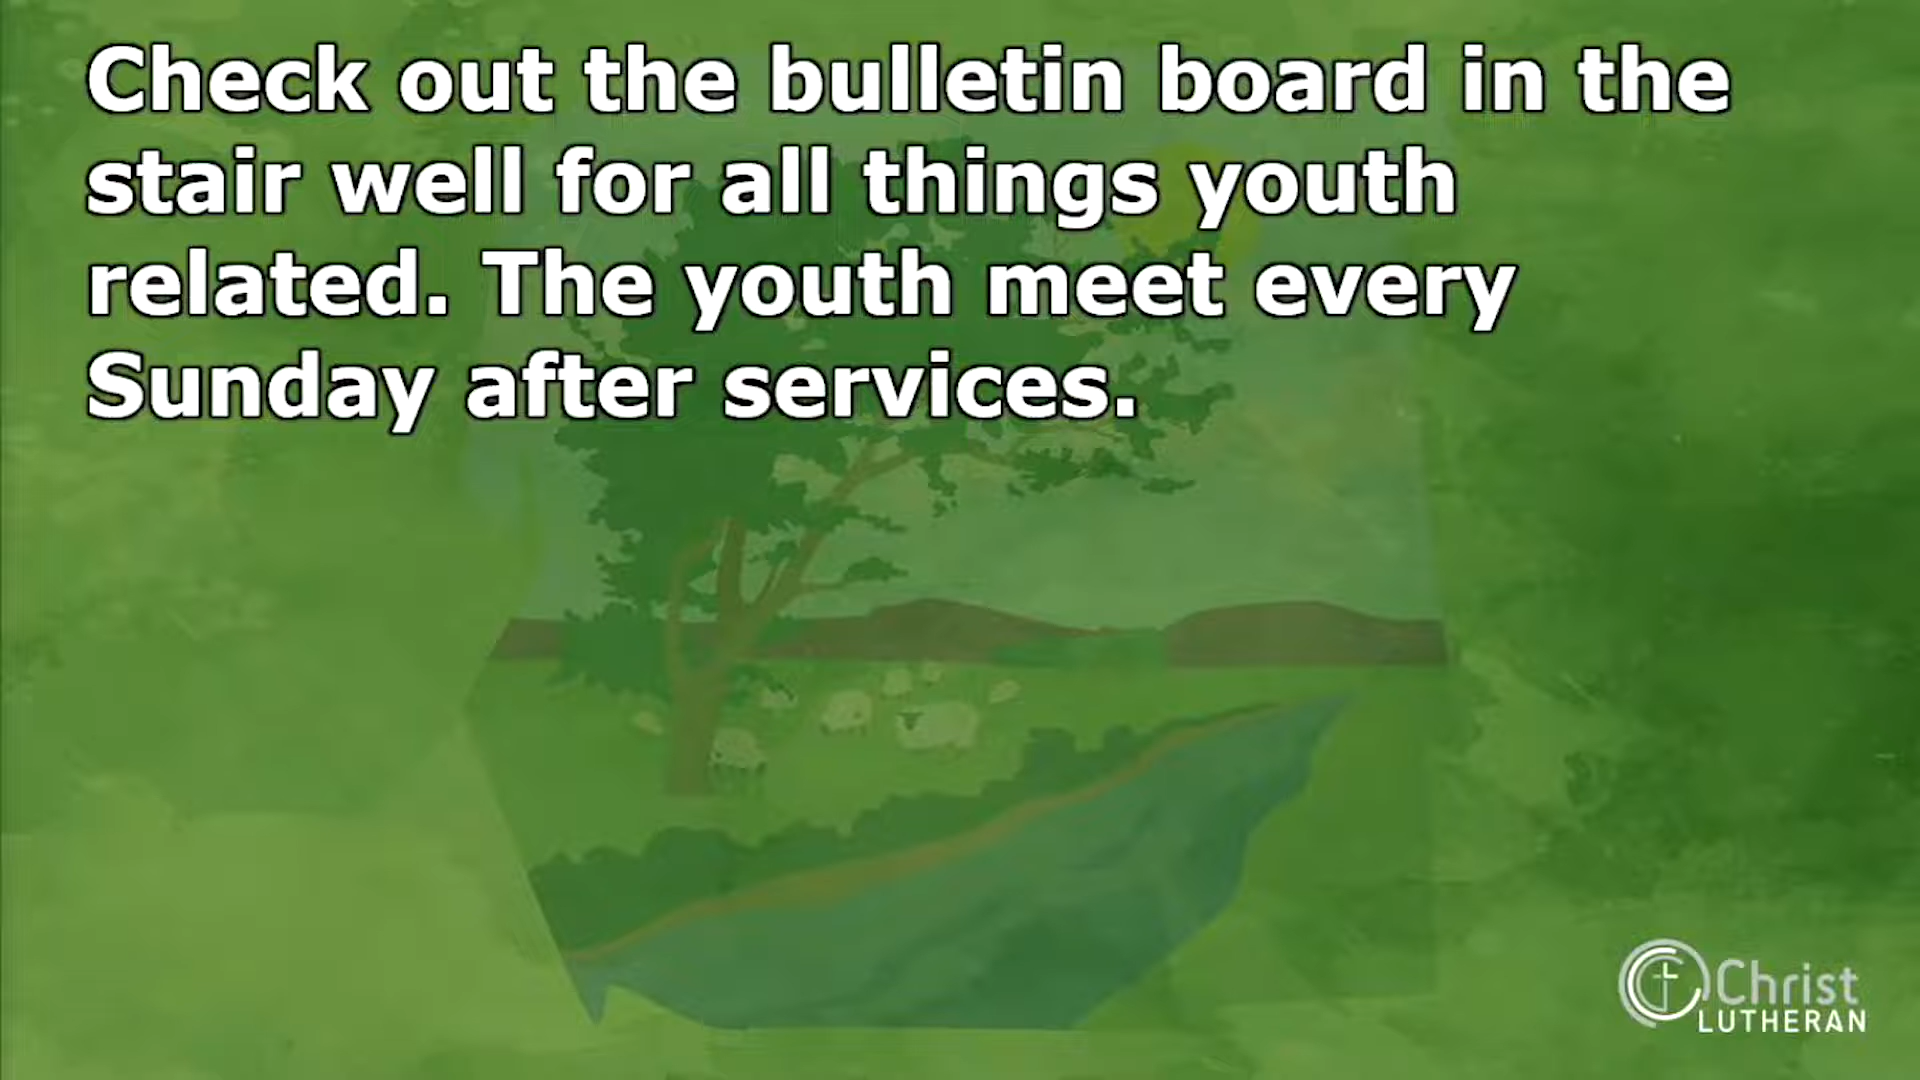 Check out the bulletin board in the
stair well for all things youth
related. The youth meet every
Sunday after services.
Christ
LUTHERAN